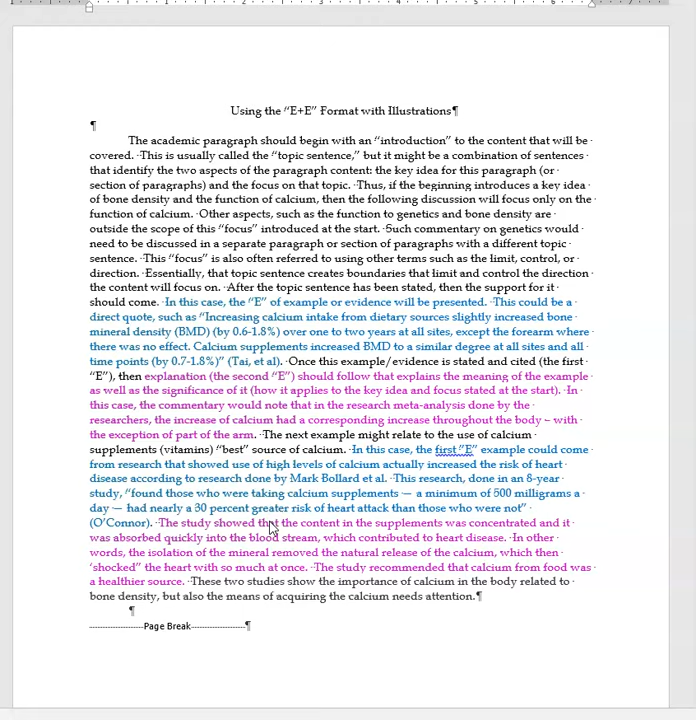 Using the “E+E” Format with Illustrations¶
¶
The academic paragraph should begin with an “introduction” to the content that will be
covered. This is usually called the “topic sentence,” but it might be a combination of sentences
that identify the two aspects of the paragraph content: the key idea for this paragraph (or
section of paragraphs) and the focus on that topic. Thus, if the beginning introduces a key idea
of bone density and the function of calcium, then the following discussion will focus only on the
function of calcium. Other aspects, such as the function to genetics and bone density are
outside the scope of this “focus” introduced at the start. Such commentary on genetics would
need to be discussed in a separate paragraph or section of paragraphs with a different topic
sentence. This “focus” is also often referred to using other terms such as the limit, control, or
direction. Essentially, that topic sentence creates boundaries that limit and control the direction
the content will focus on. After the topic sentence has been stated, then the support for it
should come. In this case, the “E” of example or evidence will be presented. This could be a
direct quote, such as “Increasing calcium intake from dietary sources slightly increased bone
mineral density (BMD) (by 0.6-1.8%) over one to two years at all sites, except the forearm where
there was no effect. Calcium supplements increased BMD to a similar degree at all sites and all
time points (by 0.7-1.8%)” (Tai, et al). Once this example/evidence is stated and cited (the first
“E”), then explanation (the second “E”) should follow that explains the meaning of the example
as well as the significance of it (how it applies to the key idea and focus stated at the start). In
this case, the commentary would note that in the research meta-analysis done by the
researchers, the increase of calcium had a corresponding increase throughout the body – with
the exception of part of the arm. The next example might relate to the use of calcium
supplements (vitamins) “best” source of calcium. In this case, the first “E” example could come
from research that showed use of high levels of calcium actually increased the risk of heart
disease according to research done by Mark Bollard et al. This research, done in an 8-year
study, “found those who were taking calcium supplements — a minimum of 500 milligrams a
day — had nearly a 30 percent greater risk of heart attack than those who were not”
(O’Connor). The study showed that the content in the supplements was concentrated and it
was absorbed quickly into the blood stream, which contributed to heart disease. In other
words, the isolation of the mineral removed the natural release of the calcium, which then
‘shocked” the heart with so much at once. The study recommended that calcium from food was
a healthier source. These two studies show the importance of calcium in the body related to
bone density, but also the means of acquiring the calcium needs attention.¶
¶
Page Break¶